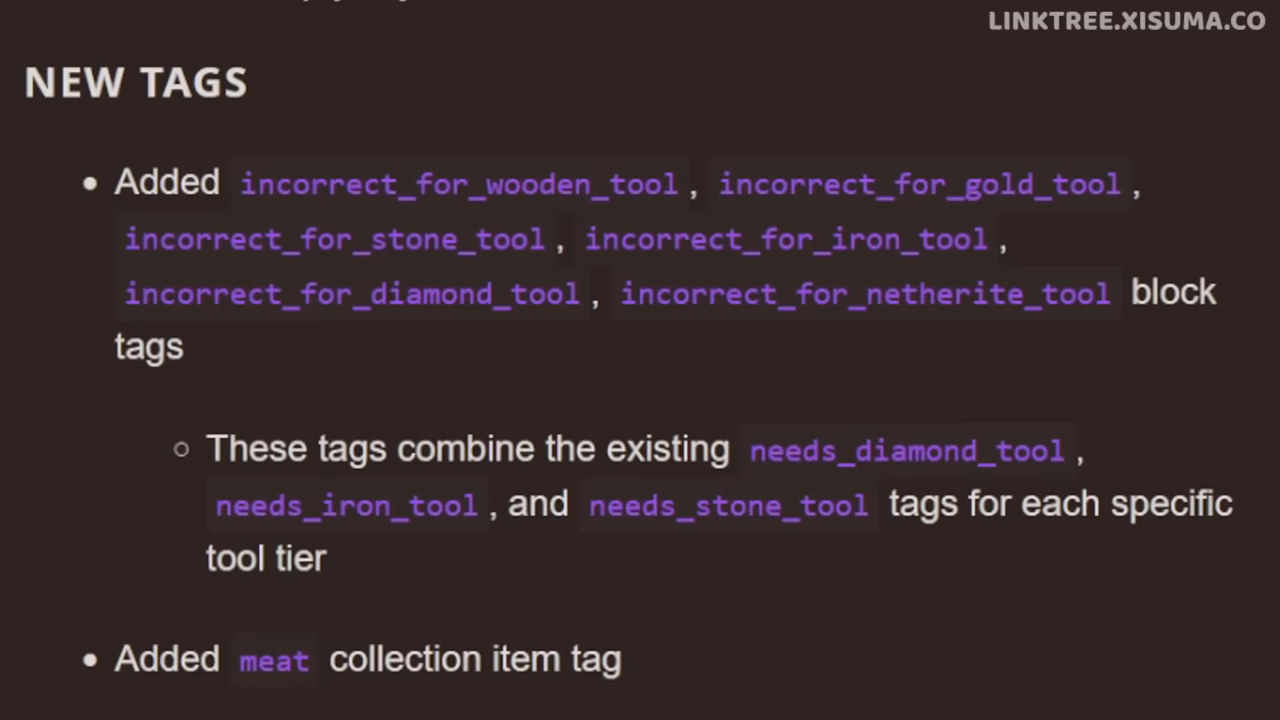 LINKTREE.XISUMA.CO
NEW TAGS
• Added incorrect_for_wooden_tool , incorrect_for_gold_tool ,
incorrect_for_stone_tool , incorrect_for_iron_tool ,
incorrect_for_diamond_tool , incorrect_for_netherite_tool block
tags
○ These tags combine the existing needs_diamond_tool ,
needs_iron_tool , and needs_stone_tool tags for each specific
tool tier
• Added meat collection item tag